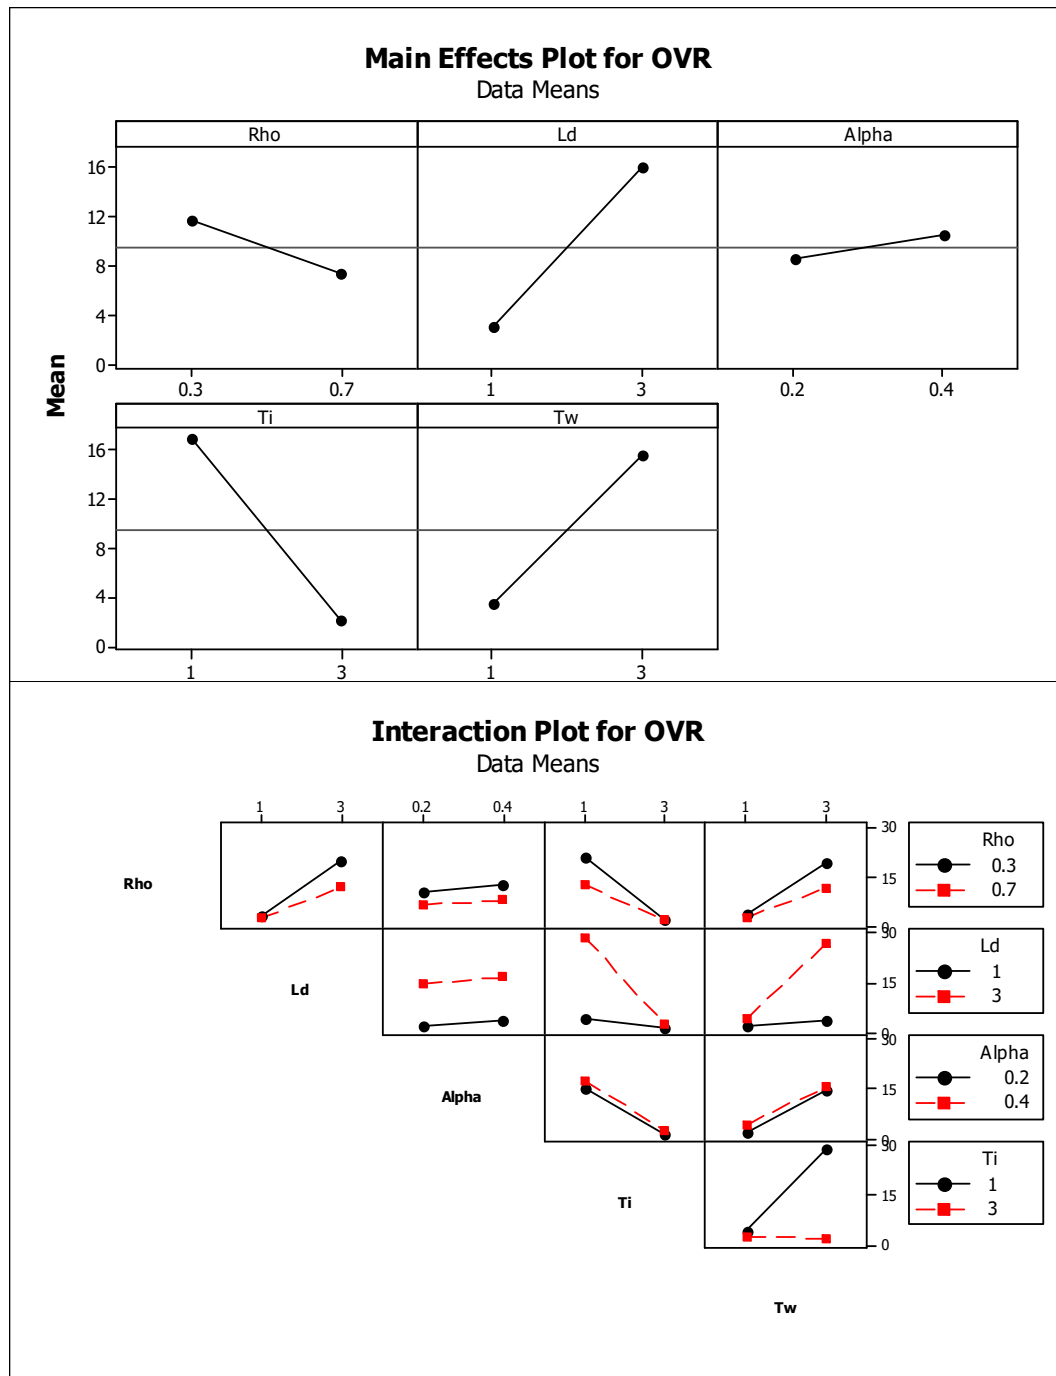 Main Effects Plot for OVR
Data Means
Rho Ld Alpha
16
12
8
4
0
0.3 0.7 1 3 0.2 0.4
Mean
Ti Tw
16
12
8
4
0
1 3 1 3
Interaction Plot for OVR
Data Means
1 3 0.2 0.4 1 3 1 3
Rho
30
15
0
Rho
0.3
0.7
Ld
30
15
0
Ld
1
3
Alpha
30
15
0
Alpha
0.2
0.4
Ti
30
15
0
Ti
1
3
Tw